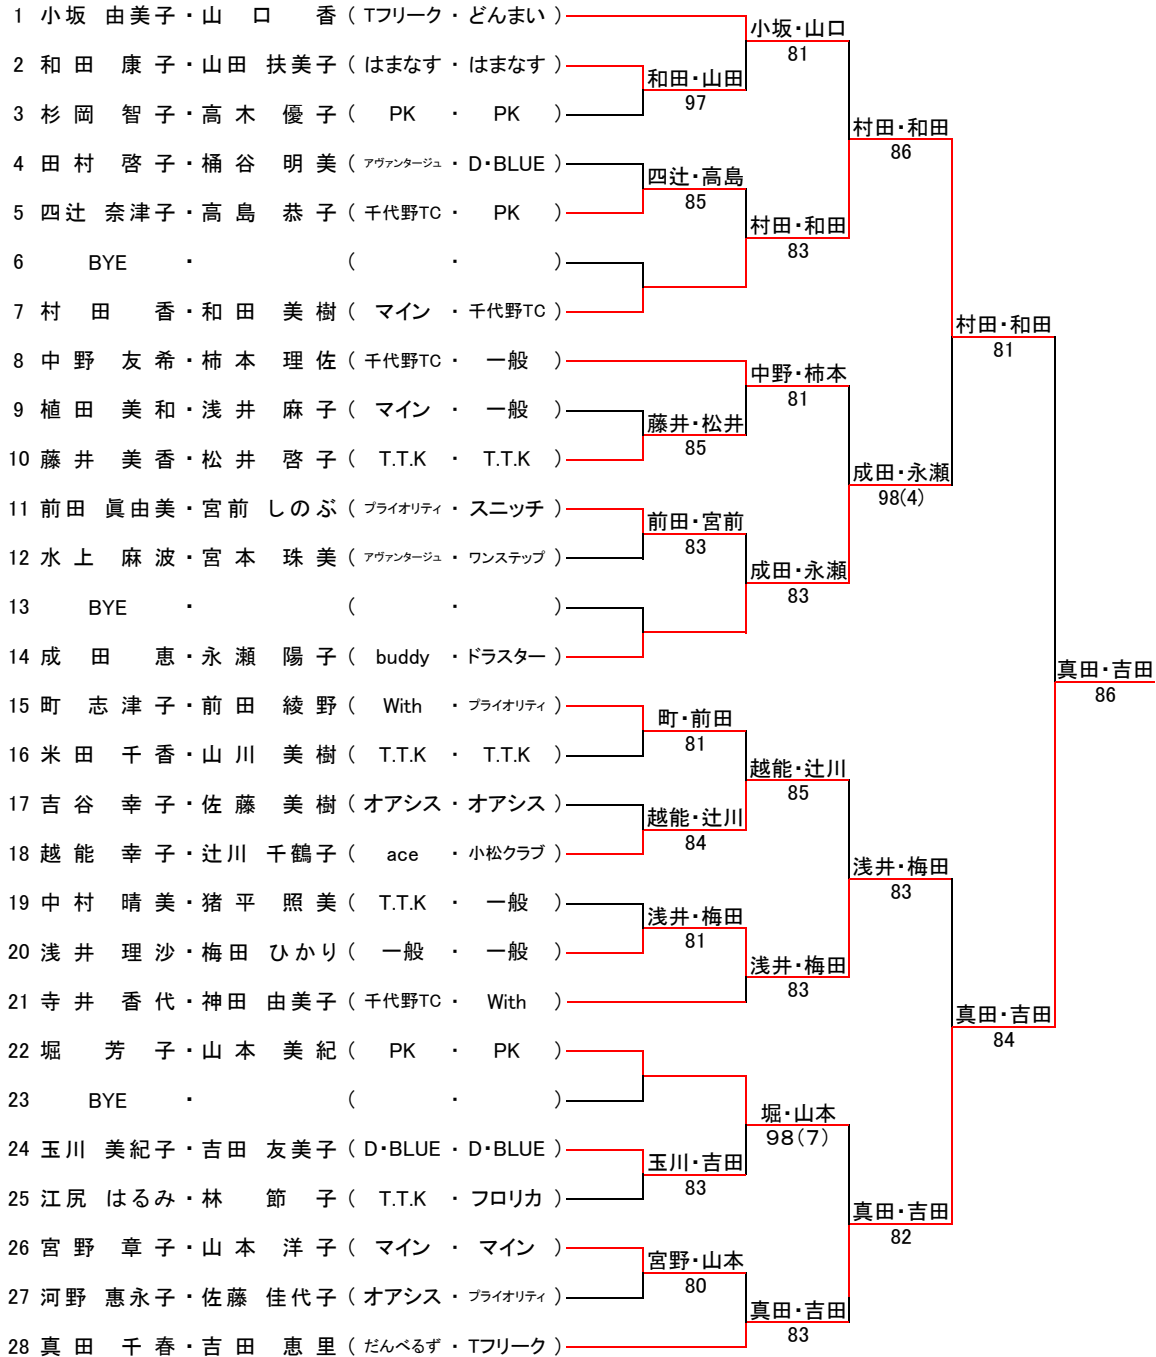 1 小坂 由美子・山 口 香 ( Tフリーク ・ どんまい )
小坂・山口
81
2 和田 康子・山田 扶美子 ( はまなす ・ はまなす )
和田・山田
97
3 杉岡 智子・高木 優子 ( PK ・ PK )
村田・和田
86
4 田村 啓子・桶谷 明美 ( アヴァンタージュ ・ D・BLUE )
四辻・高島
85
5 四辻 奈津子・高島 恭子 ( 千代野TC ・ PK )
村田・和田
83
6 BYE ・ ( ・ )
7 村田 香・和田 美樹 ( マイン ・ 千代野TC )
村田・和田
81
8 中野 友希・柿本 理佐 ( 千代野TC ・ 一般 )
中野・柿本
81
9 植田 美和・浅井 麻子 ( マイン ・ 一般 )
藤井・松井
85
10 藤井 美香・松井 啓子 ( T.T.K ・ T.T.K )
成田・永瀬
98(4)
11 前田 眞由美・宮前 しのぶ ( プライオリティ ・ スニッチ )
前田・宮前
83
12 水上 麻波・宮本 珠美 ( アヴァンタージュ ・ ワンステップ )
成田・永瀬
83
13 BYE ・ ( ・ )
14 成田 恵・永瀬 陽子 ( buddy ・ ドラスター )
真田・吉田
86
15 町 志津子・前田 綾野 ( With ・ プライオリティ )
町・前田
81
16 米田 千香・山川 美樹 ( T.T.K ・ T.T.K )
越能・辻川
85
17 吉谷 幸子・佐藤 美樹 ( オアシス ・ オアシス )
越能・辻川
84
18 越能 幸子・辻川 千鶴子 ( ace ・ 小松クラブ )
浅井・梅田
83
19 中村 晴美・猪平 照美 ( T.T.K ・ 一般 )
浅井・梅田
81
20 浅井 理沙・梅田 ひかり ( 一般 ・ 一般 )
浅井・梅田
83
21 寺井 香代・神田 由美子 ( 千代野TC ・ With )
真田・吉田
84
22 堀 芳子・山本 美紀 ( PK ・ PK )
23 BYE ・ ( ・ )
堀・山本
98(7)
24 玉川 美紀子・吉田 友美子 ( D・BLUE ・ D・BLUE )
玉川・吉田
83
25 江尻 はるみ・林 節子 ( T.T.K ・ フロリカ )
真田・吉田
82
26 宮野 章子・山本 洋子 ( マイン ・ マイン )
宮野・山本
80
27 河野 惠永子・佐藤 佳代子 ( オアシス ・ プライオリティ )
真田・吉田
83
28 真田 千春・吉田 恵里 ( だんべるず ・ Tフリーク )